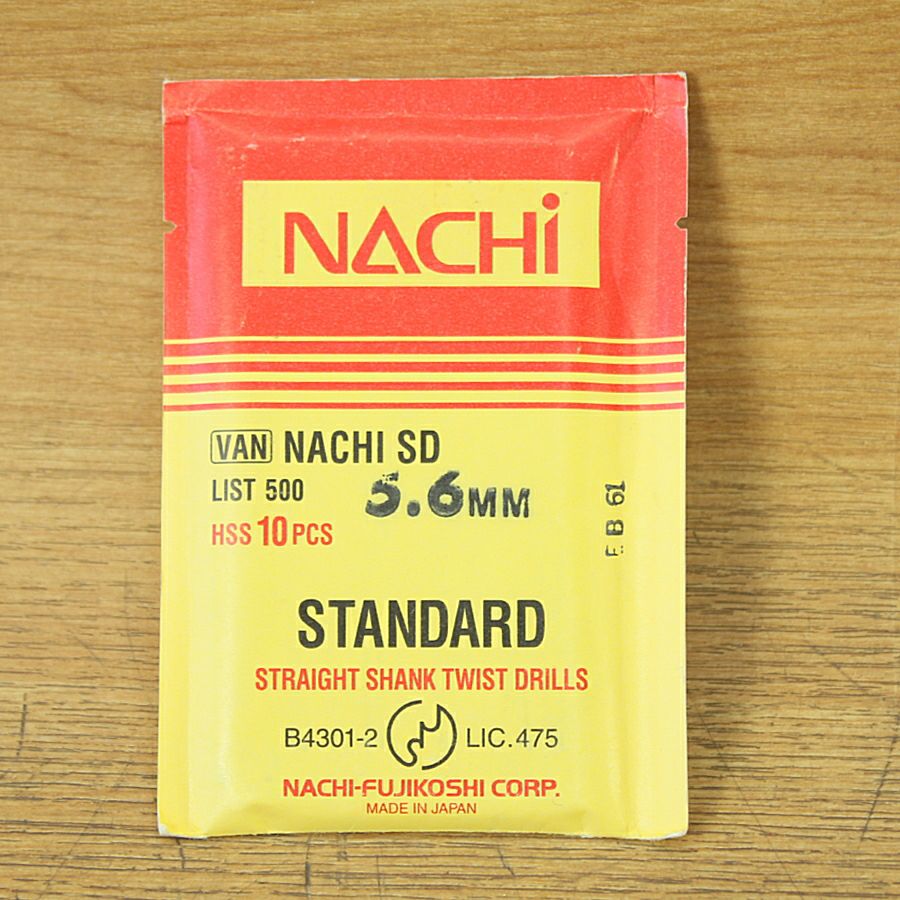 NACHi
VAN NACHI SD
LIST 500 5.6MM
HSS 10 PCS
B 61
STANDARD
STRAIGHT SHANK TWIST DRILLS
B4301-2 LIC.475
NACHI-FUJIKOSHI CORP.
MADE IN JAPAN